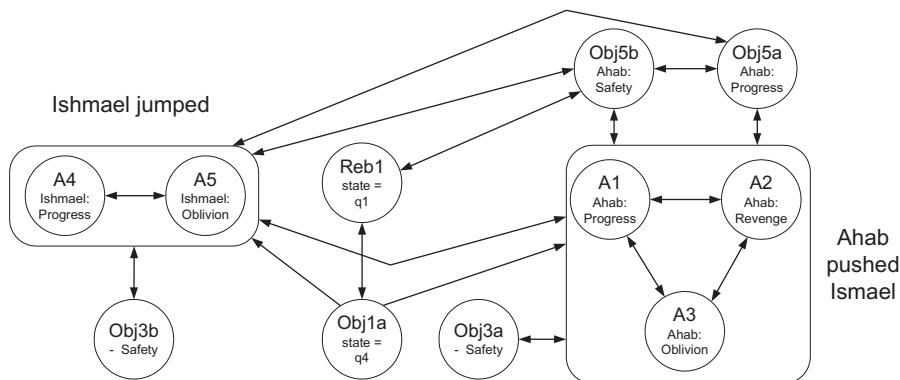 Obj5b
Ahab:
Safety
Obj5a
Ahab:
Progress
Ishmael jumped
A4
Ishmael:
Progress
A5
Ishmael:
Oblivion
Reb1
state =
q1
A1
Ahab:
Progress
A2
Ahab:
Revenge
Ahab
pushed
Ismael
Obj3b
- Safety
Obj1a
state =
q4
Obj3a
- Safety
A3
Ahab:
Oblivion